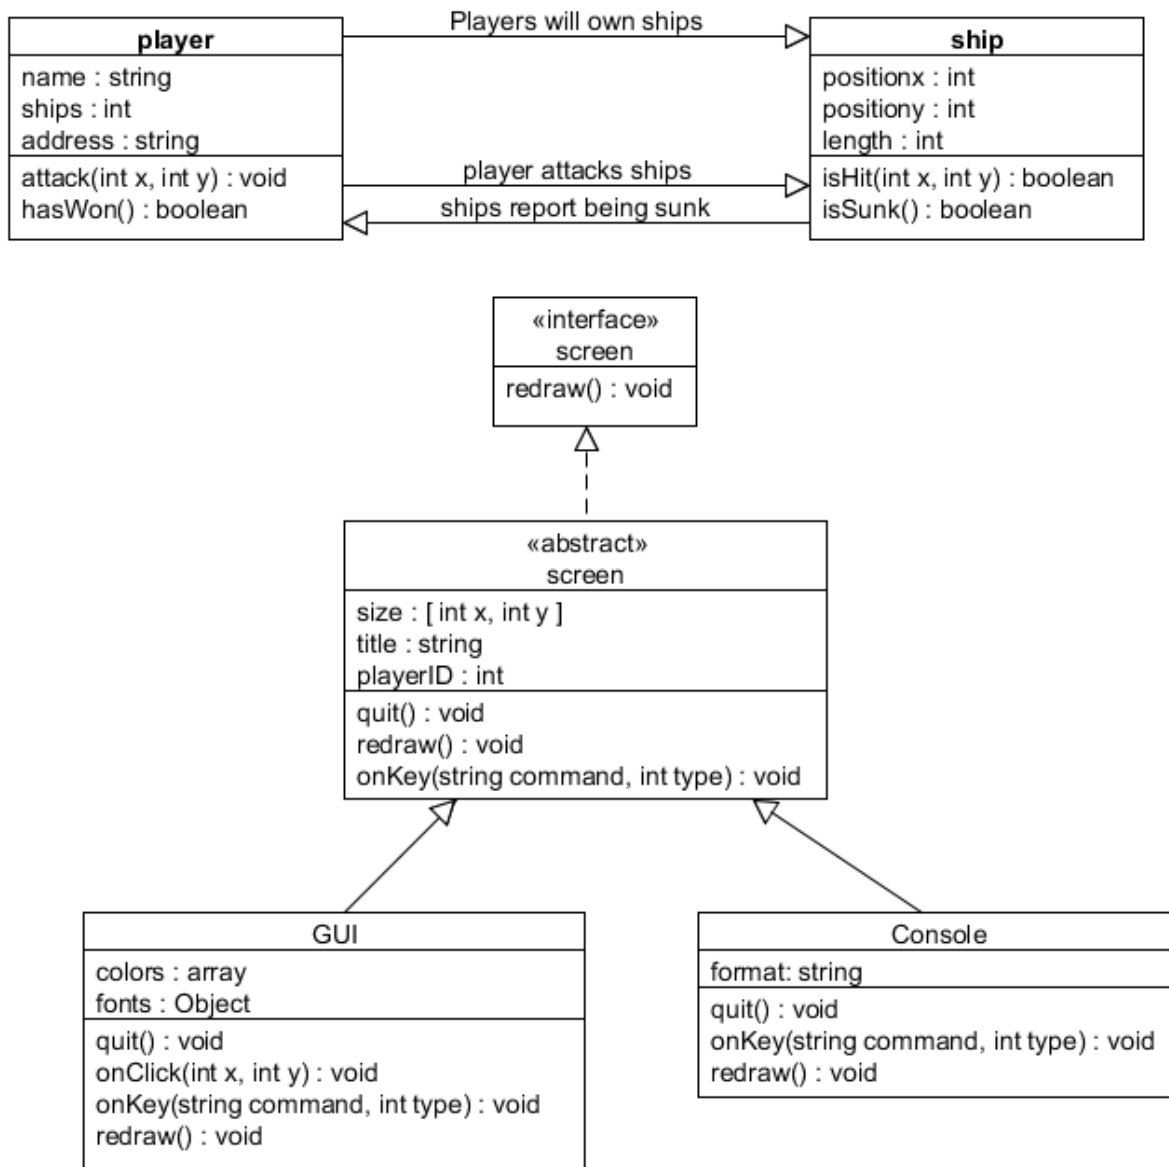 Players will own ships
player
name : string
ships : int
address : string
attack(int x, int y) : void
hasWon() : boolean
player attacks ships
ships report being sunk
ship
positionx : int
positiony : int
length : int
isHit(int x, int y) : boolean
isSunk() : boolean
«interface»
screen
redraw() : void
«abstract»
screen
size : [ int x, int y ]
title : string
playerID : int
quit() : void
redraw() : void
onKey(string command, int type) : void
GUI
colors : array
fonts : Object
quit() : void
onClick(int x, int y) : void
onKey(string command, int type) : void
redraw() : void
Console
format: string
quit() : void
onKey(string command, int type) : void
redraw() : void